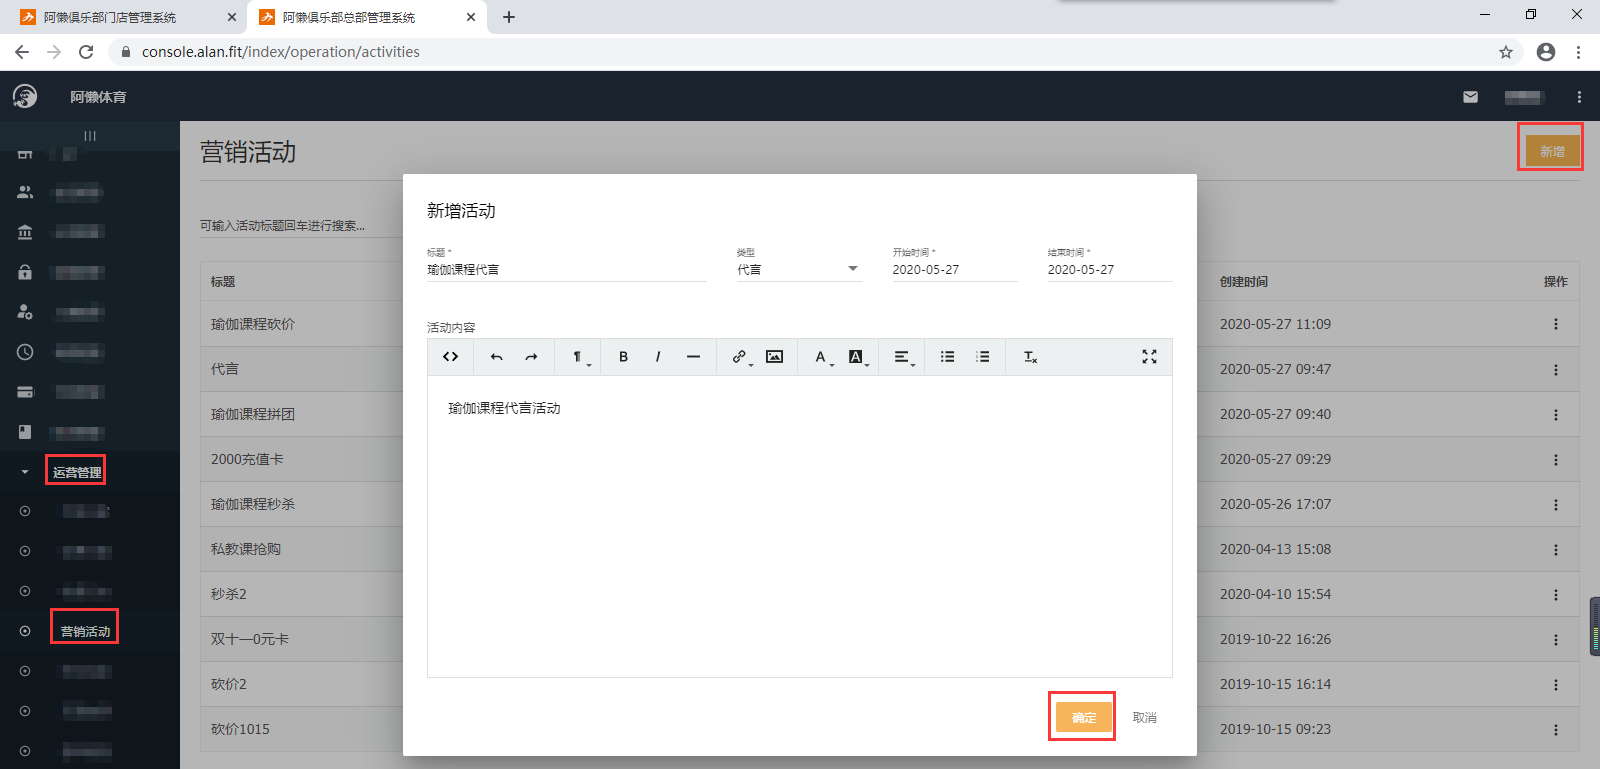 阿懒俱乐部门店管理系统
阿懒俱乐部总部管理系统
console.alan.fit/index/operation/activities
阿懒体育
运营管理
营销活动
营销活动
新增
可输入活动标题回车进行搜索...
标题
创建时间
操作
瑜伽课程砍价
2020-05-27 11:09
代言
2020-05-27 09:47
瑜伽课程拼团
2020-05-27 09:40
2000充值卡
2020-05-27 09:29
瑜伽课程秒杀
2020-05-26 17:07
私教课抢购
2020-04-13 15:08
秒杀2
2020-04-10 15:54
双十一0元卡
2019-10-22 16:26
砍价2
2019-10-15 16:14
砍价1015
2019-10-15 09:23
新增活动
标题 *
类型
开始时间 *
结束时间 *
瑜伽课程代言
代言
2020-05-27
2020-05-27
活动内容
瑜伽课程代言活动
确定
取消